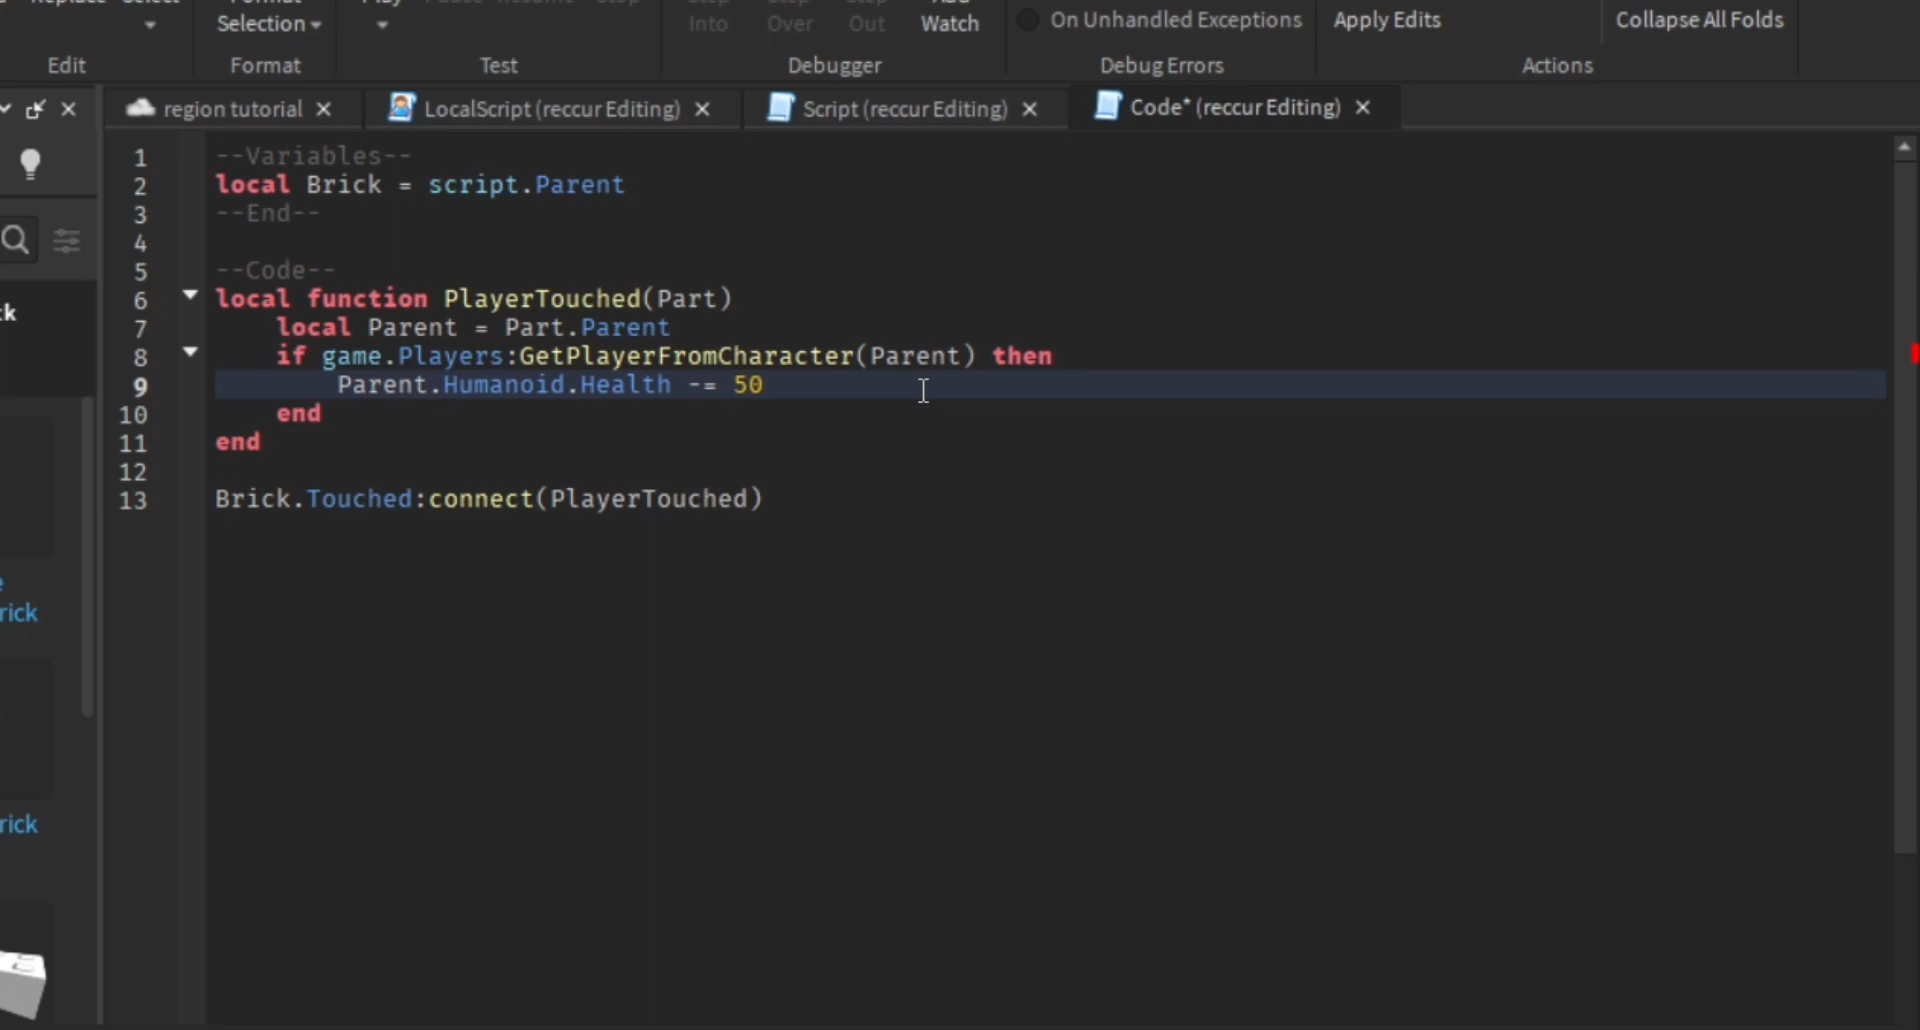 Selection
Into Over Out Watch
On Unhandled Exceptions
Apply Edits
Collapse All Folds
Edit Format Test Debugger Debug Errors Actions
region tutorial
LocalScript (reccur Editing)
Script (reccur Editing)
Code* (reccur Editing)
1 --Variables--
2 local Brick = script.Parent
3 --End--
4
5 --Code--
6 local function PlayerTouched(Part)
7 local Parent = Part.Parent
8 if game.Players:GetPlayerFromCharacter(Parent) then
9 Parent.Humanoid.Health -= 50
10 end
11 end
12
13 Brick.Touched:connect(PlayerTouched)